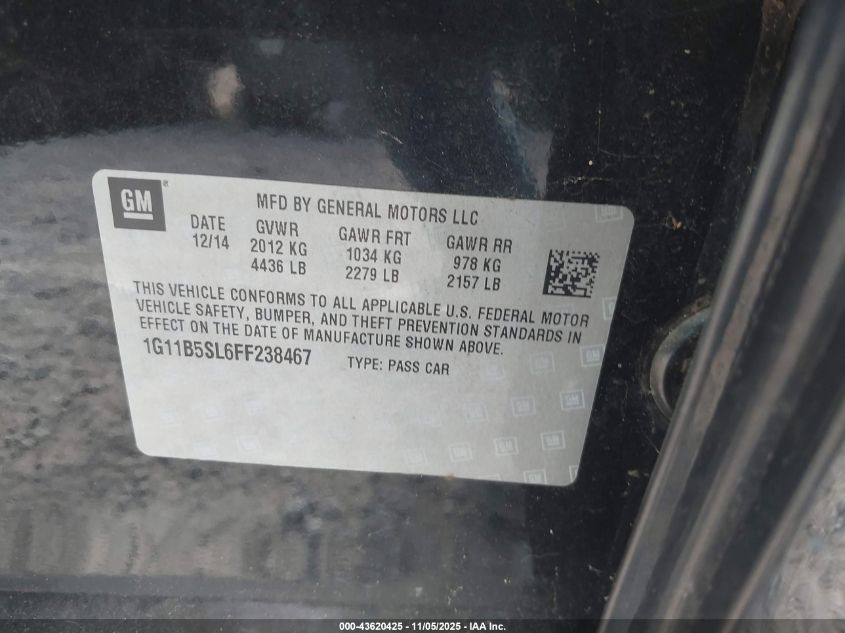 GM
MFD BY GENERAL MOTORS LLC
DATE GVWR GAWR FRT GAWR RR
12/14 2012 KG 1034 KG 978 KG
4436 LB 2279 LB 2157 LB
THIS VEHICLE CONFORMS TO ALL APPLICABLE U.S. FEDERAL MOTOR
VEHICLE SAFETY, BUMPER, AND THEFT PREVENTION STANDARDS IN
EFFECT ON THE DATE OF MANUFACTURE SHOWN ABOVE.
1G11B5SL6FF238467 TYPE: PASS CAR
000-43620425 - 11/05/2025 - IAA Inc.